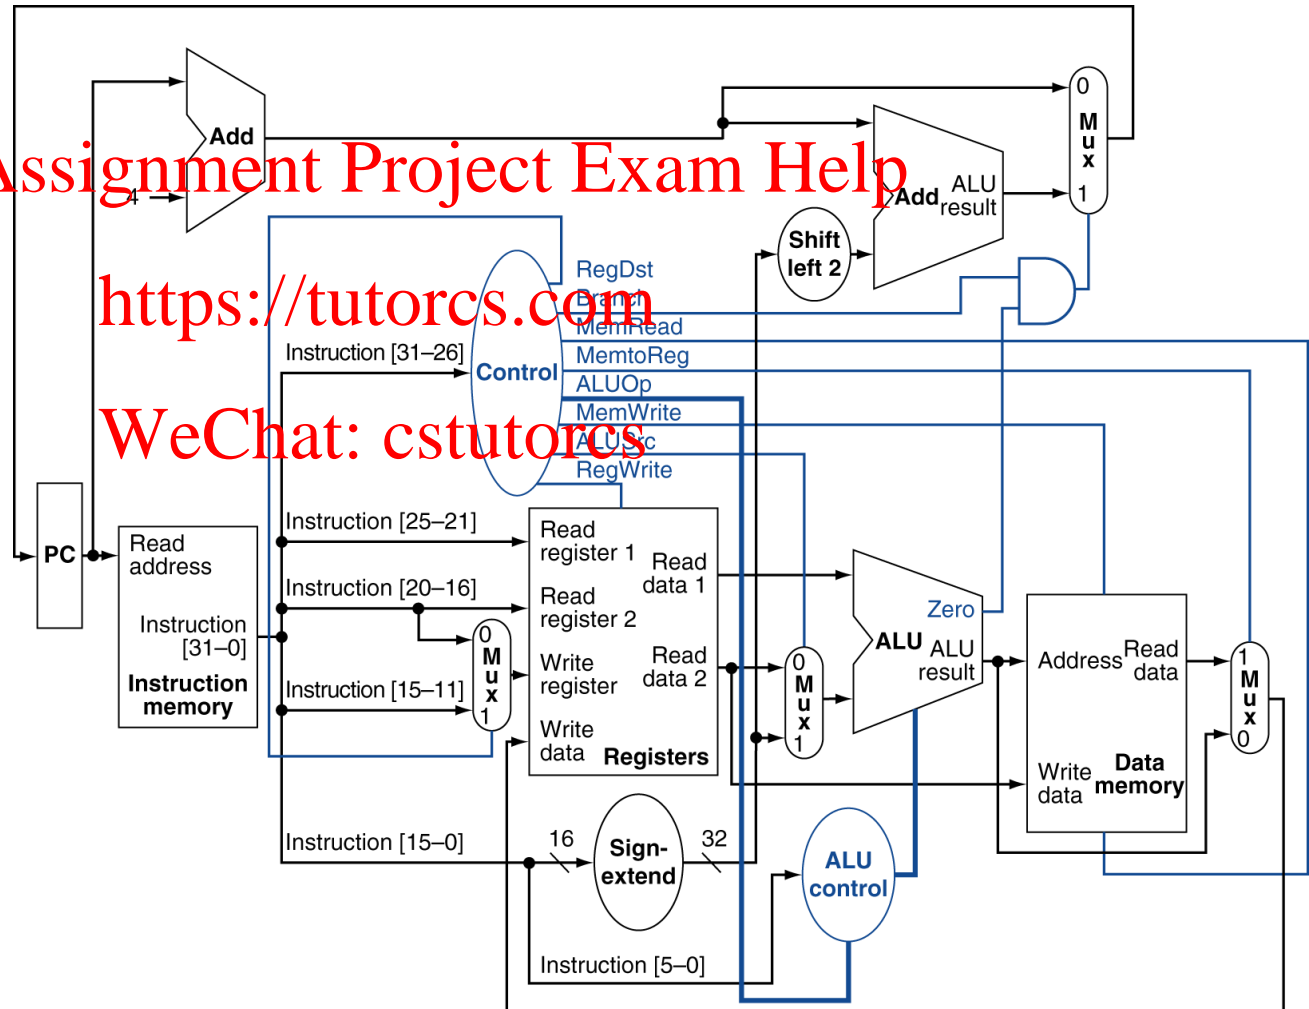 0
M
u
x
1
Add
ALU
result
Add
4
Assignment Project Exam Help
Shift
left 2
RegDst
Branch
MemRead
MemtoReg
ALUOp
MemWrite
ALUSrc
RegWrite
https://tutorcs.com
Instruction [31–26]
Control
WeChat: cstutorcs
PC
Read
address
Instruction
[31–0]
Instruction
memory
Instruction [25–21]
Instruction [20–16]
Instruction [15–11]
0
M
u
x
1
Read
register 1
Read
register 2
Write
register
Write
data
Read
data 1
Read
data 2
Registers
0
M
u
x
1
Zero
ALU
ALU
result
Address
Read
data
Write
data
Data
memory
1
M
u
x
0
Instruction [15–0]
16
Sign-
extend
32
ALU
control
Instruction [5–0]